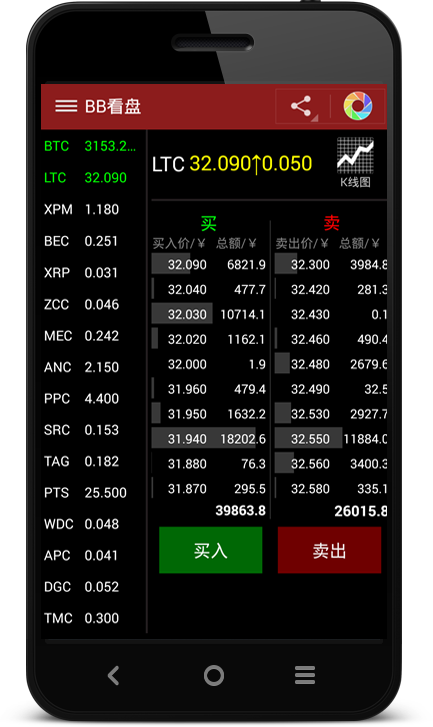 BB看盘
BTC 3153.2...
LTC 32.090
XPM 1.180
BEC 0.251
XRP 0.031
ZCC 0.046
MEC 0.242
ANC 2.150
PPC 4.400
SRC 0.153
TAG 0.182
PTS 25.500
WDC 0.048
APC 0.041
DGC 0.052
TMC 0.300
LTC 32.090↑0.050
K线图
买 卖
买入价/¥ 总额/¥ 卖出价/¥ 总额/¥
32.090 6821.9 32.300 3984.8
32.040 477.7 32.420 281.3
32.030 10714.1 32.430 0.1
32.020 1162.1 32.460 490.4
32.000 1.9 32.480 2679.6
31.960 479.4 32.490 32.5
31.950 1632.2 32.530 2927.7
31.940 18202.6 32.550 11884.0
31.880 76.3 32.560 3400.3
31.870 295.5 32.580 335.1
39863.8 26015.8
买入 卖出